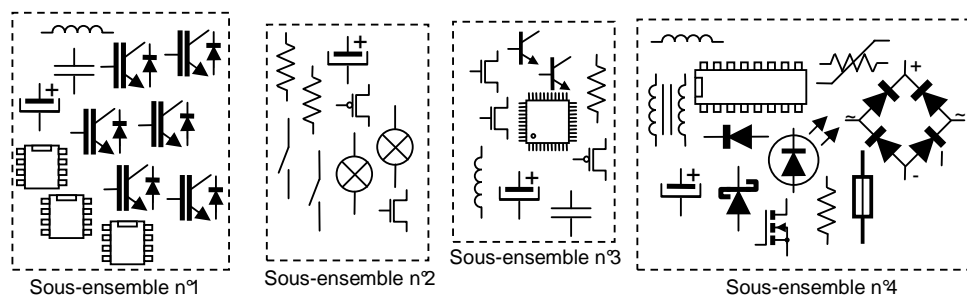 Sous-ensemble n°1
Sous-ensemble n°2
Sous-ensemble n°3
Sous-ensemble n°4
+
+
+
+
+
~
~
-